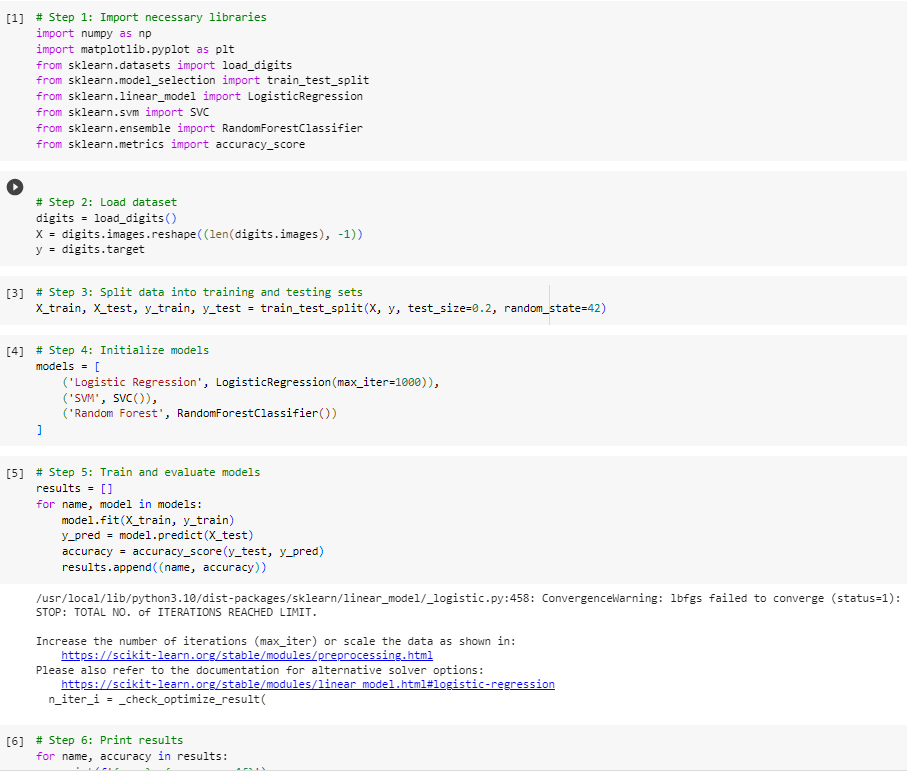 [1] # Step 1: Import necessary libraries
import numpy as np
import matplotlib.pyplot as plt
from sklearn.datasets import load_digits
from sklearn.model_selection import train_test_split
from sklearn.linear_model import LogisticRegression
from sklearn.svm import SVC
from sklearn.ensemble import RandomForestClassifier
from sklearn.metrics import accuracy_score
# Step 2: Load dataset
digits = load_digits()
X = digits.images.reshape((len(digits.images), -1))
y = digits.target
[3] # Step 3: Split data into training and testing sets
X_train, X_test, y_train, y_test = train_test_split(X, y, test_size=0.2, random_state=42)
[4] # Step 4: Initialize models
models = [
    ('Logistic Regression', LogisticRegression(max_iter=1000)),
    ('SVM', SVC()),
    ('Random Forest', RandomForestClassifier())
]
[5] # Step 5: Train and evaluate models
results = []
for name, model in models:
    model.fit(X_train, y_train)
    y_pred = model.predict(X_test)
    accuracy = accuracy_score(y_test, y_pred)
    results.append((name, accuracy))
/usr/local/lib/python3.10/dist-packages/sklearn/linear_model/_logistic.py:458: ConvergenceWarning: lbfgs failed to converge (status=1):
STOP: TOTAL NO. of ITERATIONS REACHED LIMIT.
Increase the number of iterations (max_iter) or scale the data as shown in:
    https://scikit-learn.org/stable/modules/preprocessing.html
Please also refer to the documentation for alternative solver options:
    https://scikit-learn.org/stable/modules/linear_model.html#logistic-regression
  n_iter_i = _check_optimize_result(
[6] # Step 6: Print results
for name, accuracy in results: